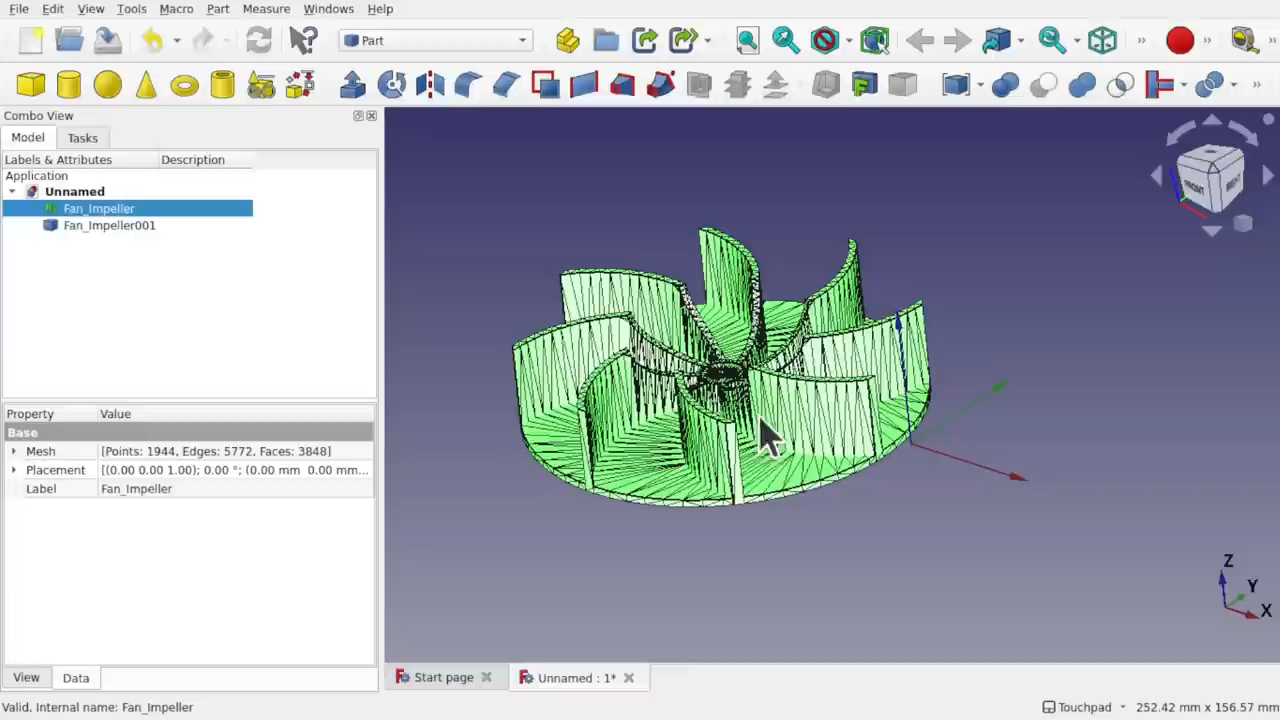 File Edit View Tools Macro Part Measure Windows Help
Part
Combo View
Model Tasks
Labels & Attributes Description
Application
Unnamed
Fan_Impeller
Fan_Impeller001
Property Value
Base
Mesh [Points: 1944, Edges: 5772, Faces: 3848]
Placement [(0.00 0.00 1.00); 0.00 °; (0.00 mm 0.00 mm...
Label Fan_Impeller
FRONT RIGHT
Z
Y
X
View Data
Start page Unnamed : 1*
Valid, Internal name: Fan_Impeller
Touchpad 252.42 mm x 156.57 mm